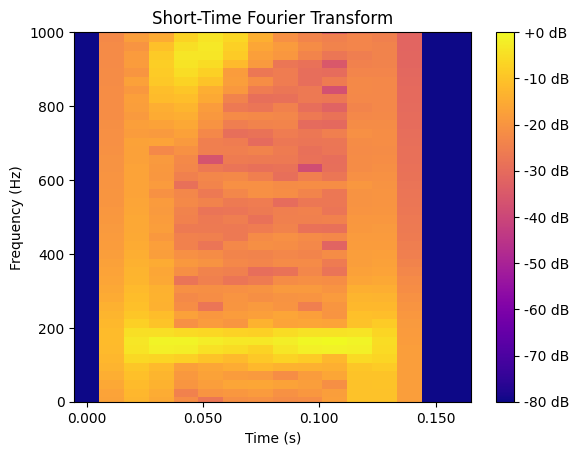 Short-Time Fourier Transform
1000
800
600
400
200
0
Frequency (Hz)
0.000
0.050
0.100
0.150
Time (s)
+0 dB
-10 dB
-20 dB
-30 dB
-40 dB
-50 dB
-60 dB
-70 dB
-80 dB